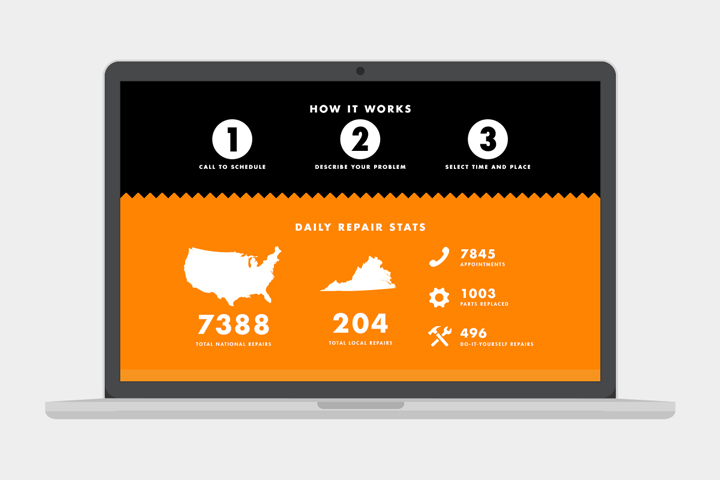 HOW IT WORKS
1
2
3
CALL TO SCHEDULE
DESCRIBE YOUR PROBLEM
SELECT TIME AND PLACE
DAILY REPAIR STATS
7388
TOTAL NATIONAL REPAIRS
204
TOTAL LOCAL REPAIRS
7845
APPOINTMENTS
1003
PARTS REPLACED
496
DO-IT-YOURSELF REPAIRS